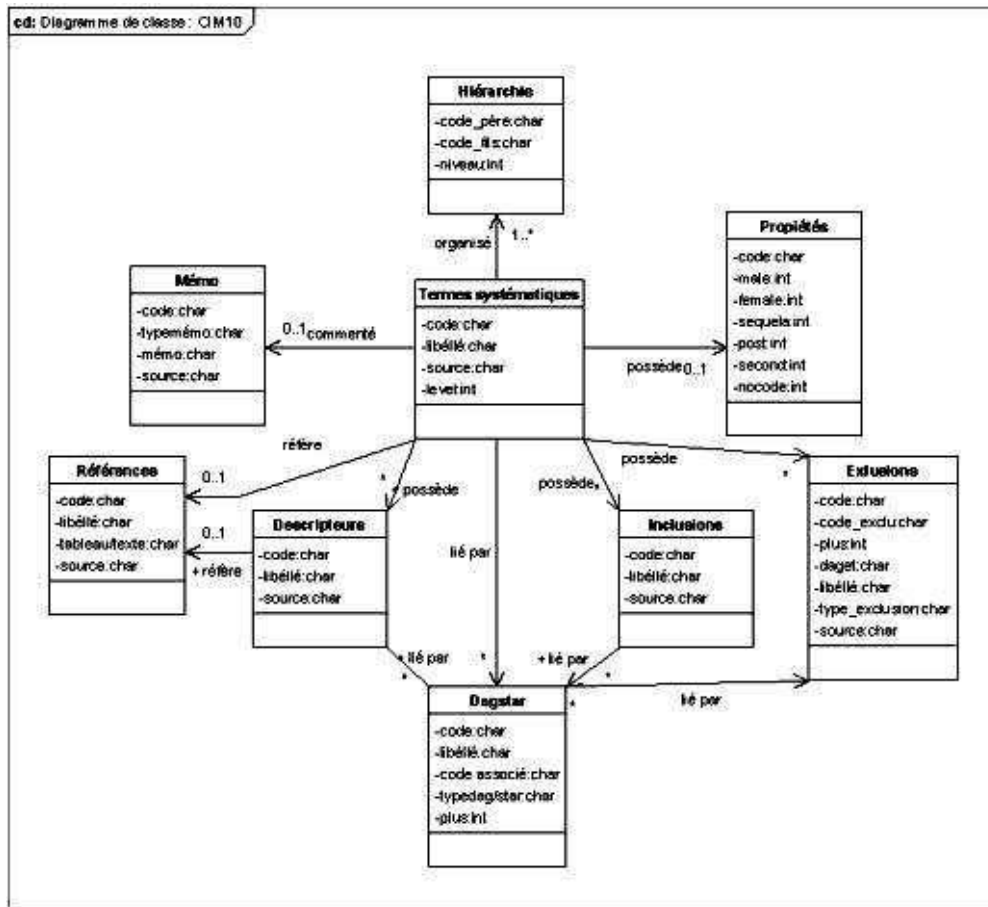 cd: Diagramme de classe : CIM10
Hiérarchie
-code_père:char
-code_fils:char
-niveau:int
organisé
1..*
Propiétés
-code:char
-male:int
-female:int
-sequela:int
-post:int
-second:int
-nocode:int
Mémo
-code:char
-typemémo:char
-mémo:char
-source:char
Termes systématiques
-code:char
-libéllé:char
-source:char
-level:int
0..1
commenté
possède
0..1
réfère
0..1
Références
-code:char
-libéllé:char
-tableau/texte:char
-source:char
0..1
+ réfère
* + possède
Descripteurs
-code:char
-libéllé:char
-source:char
lié par
possède *
Inclusions
-code:char
-libéllé:char
-source:char
possède
*
Exlusions
-code:char
-code_exclu:char
-plus:int
-daget:char
-libéllé:char
-type_exclusion:char
-source:char
+ lié par
*
*
+ lié par
*
*
lié par
Dagstar
-code:char
-libéllé:char
-code associé:char
-typedag/star:char
-plus:int